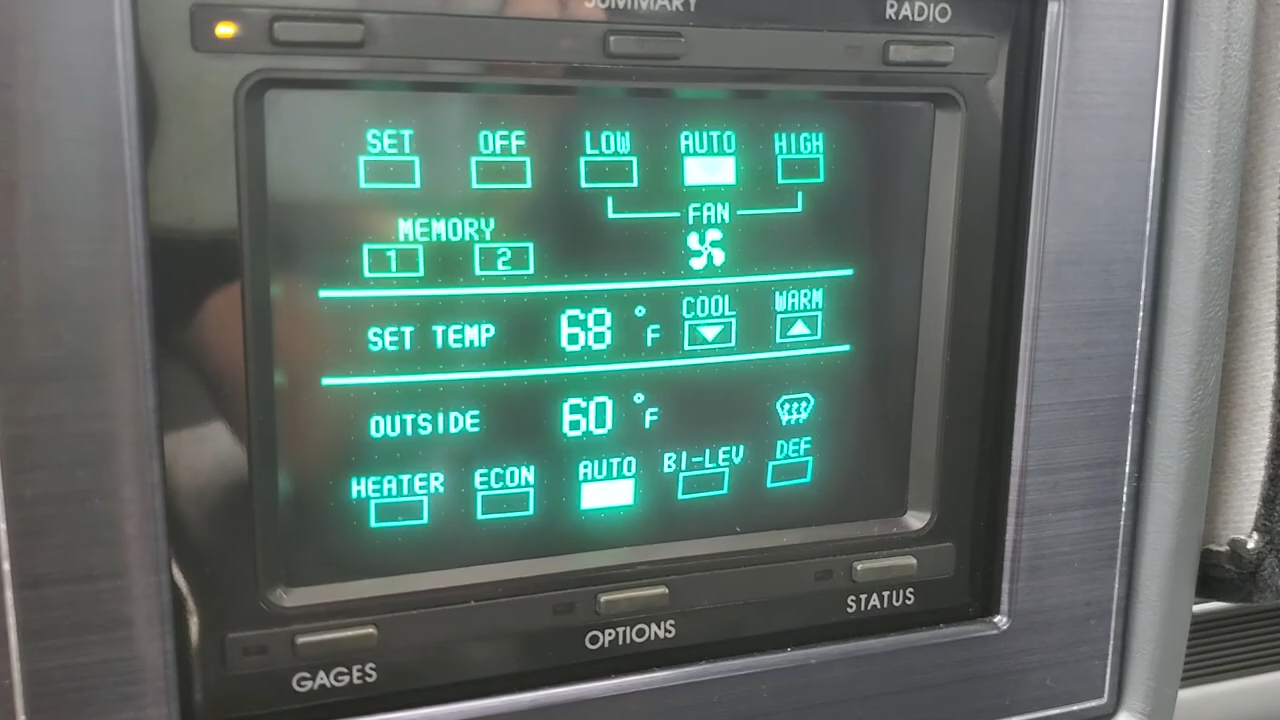 SUMMARY RADIO
SET OFF LOW AUTO HIGH
FAN
MEMORY
1 2
SET TEMP 68 °F COOL WARM
OUTSIDE 60 °F
HEATER ECON AUTO BI-LEV DEF
GAGES OPTIONS STATUS